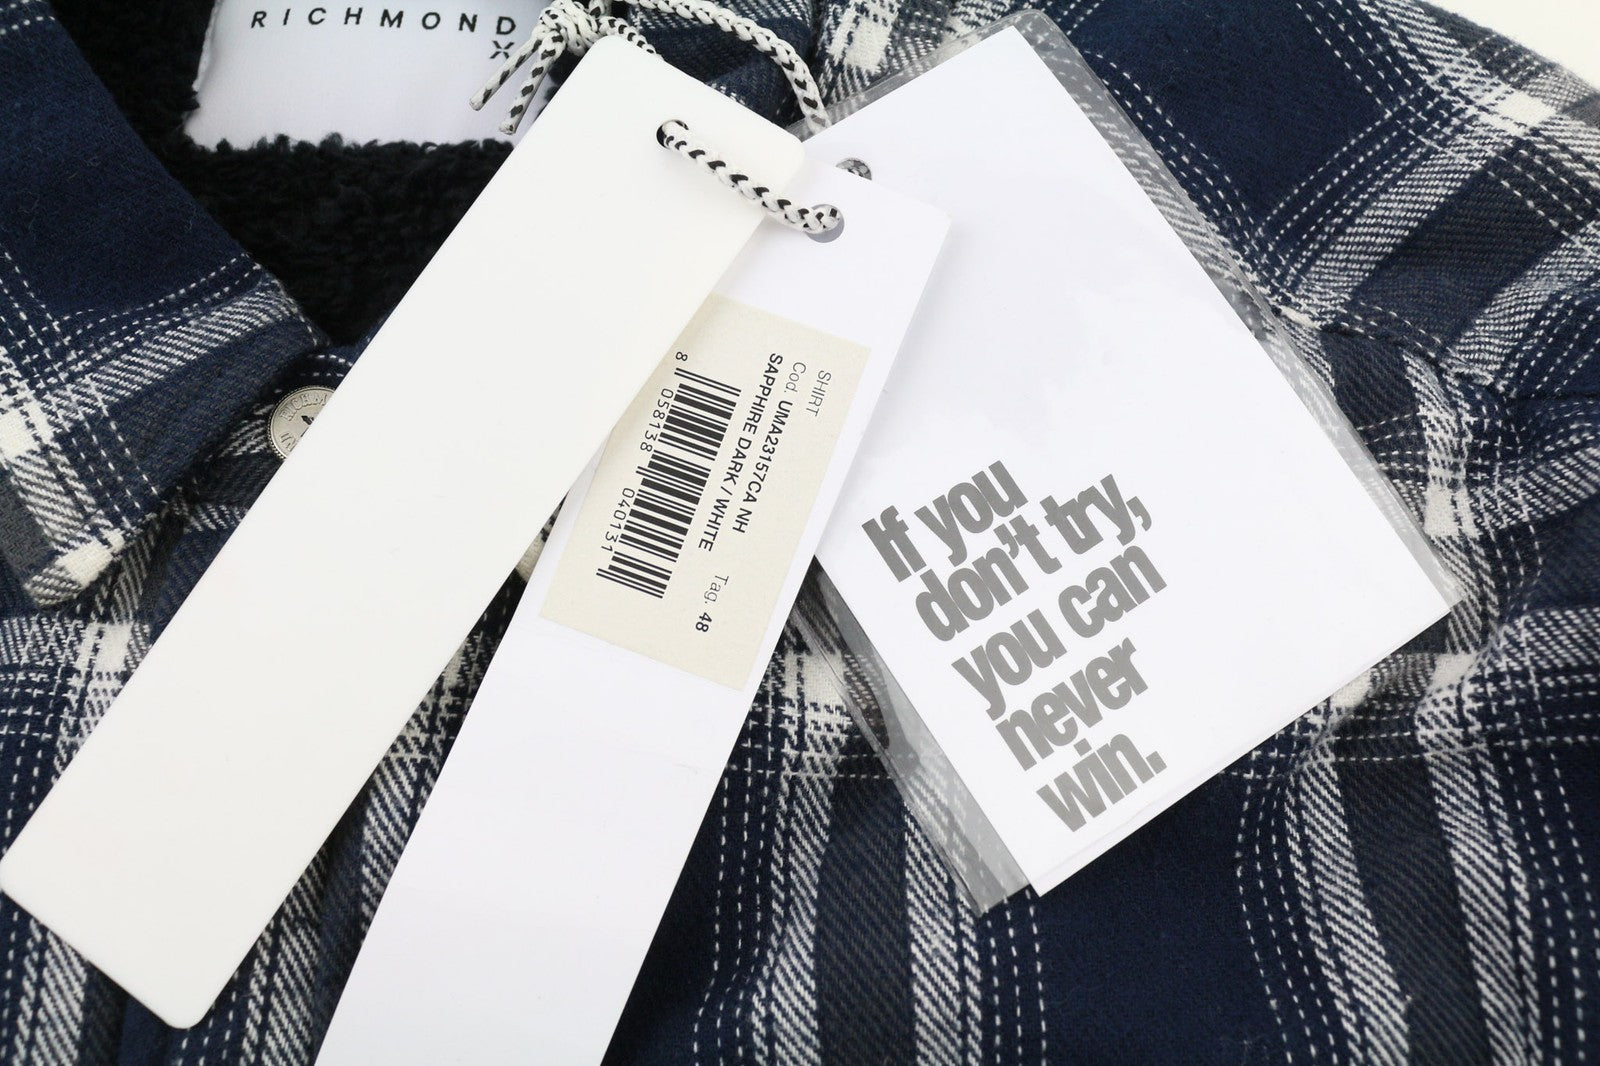 RICHMOND
X
SHIRT
Cod. UMA23157CA NH
SAPPHIRE DARK / WHITE
Tag. 48
8 058138 040131
If you
don't try,
you can
never
win.